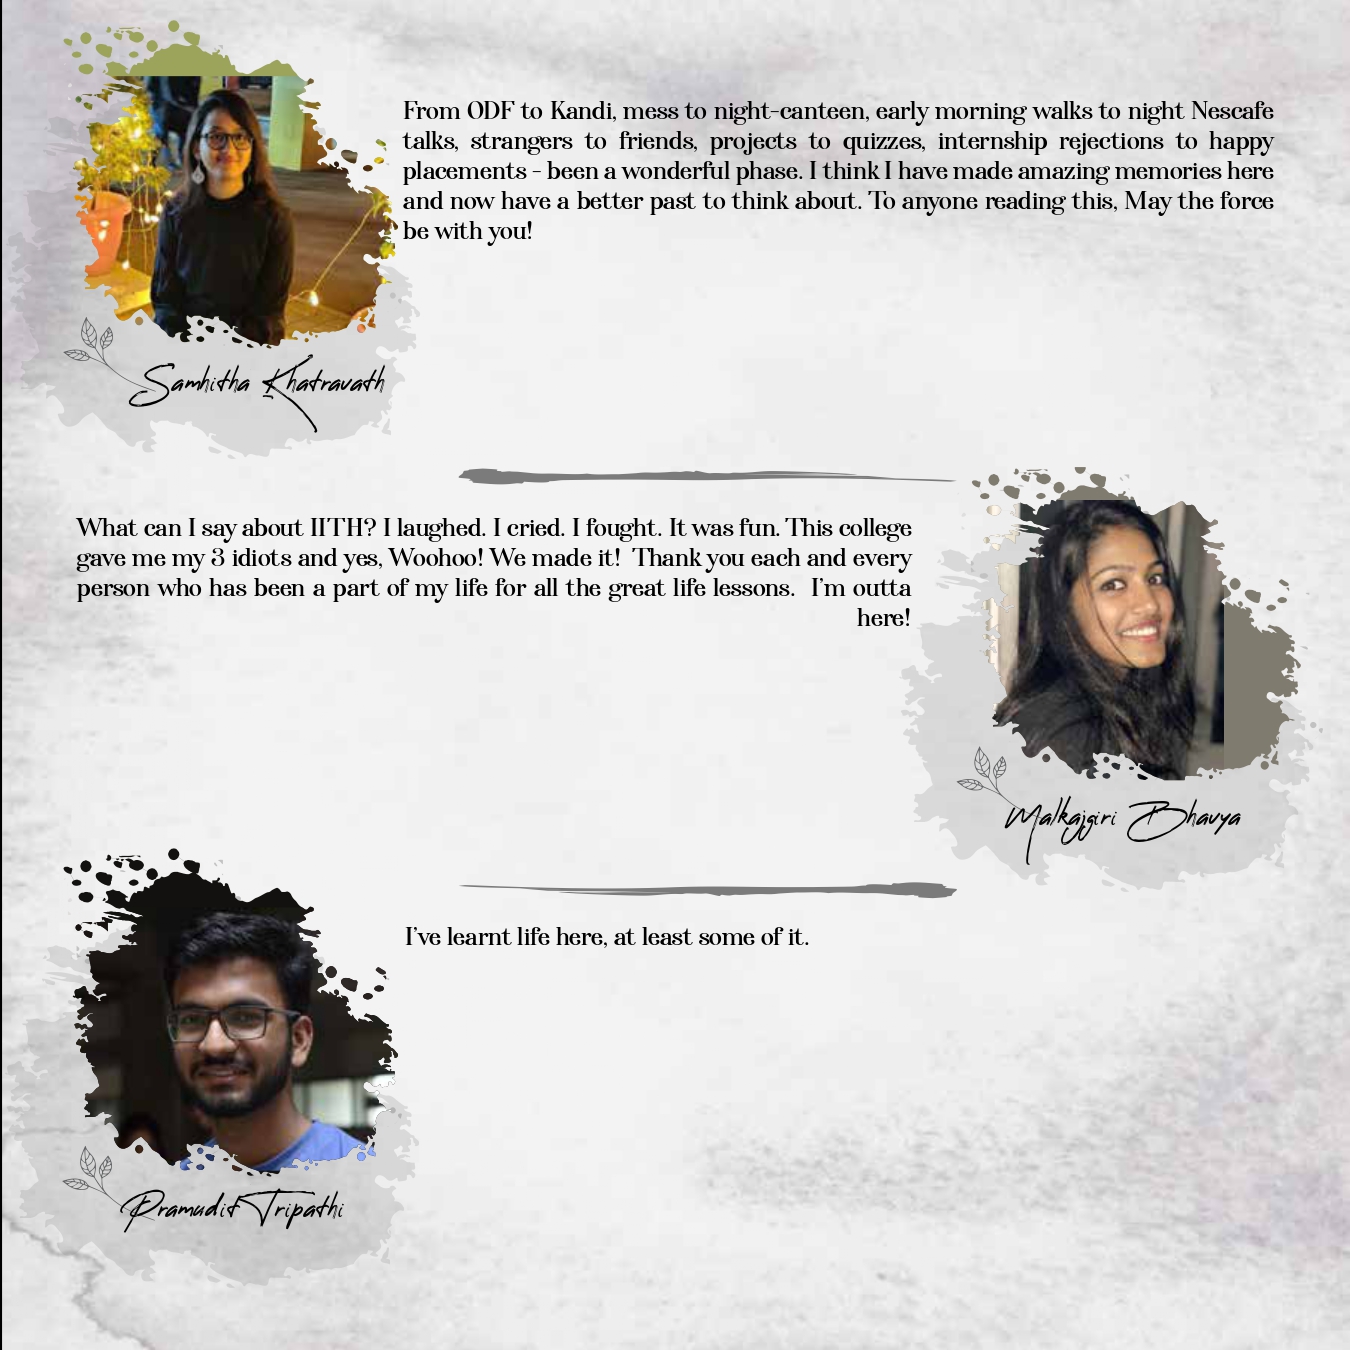 From ODF to Kandi, mess to night-canteen, early morning walks to night Nescafe
talks, strangers to friends, projects to quizzes, internship rejections to happy
placements - been a wonderful phase. I think I have made amazing memories here
and now have a better past to think about. To anyone reading this, May the force
be with you!
Samhitha Khatravath
What can I say about IITH? I laughed. I cried. I fought. It was fun. This college
gave me my 3 idiots and yes, Woohoo! We made it!  Thank you each and every
person who has been a part of my life for all the great life lessons.  I'm outta
here!
Malkajgiri Bhavya
I've learnt life here, at least some of it.
Pramudit Tripathi